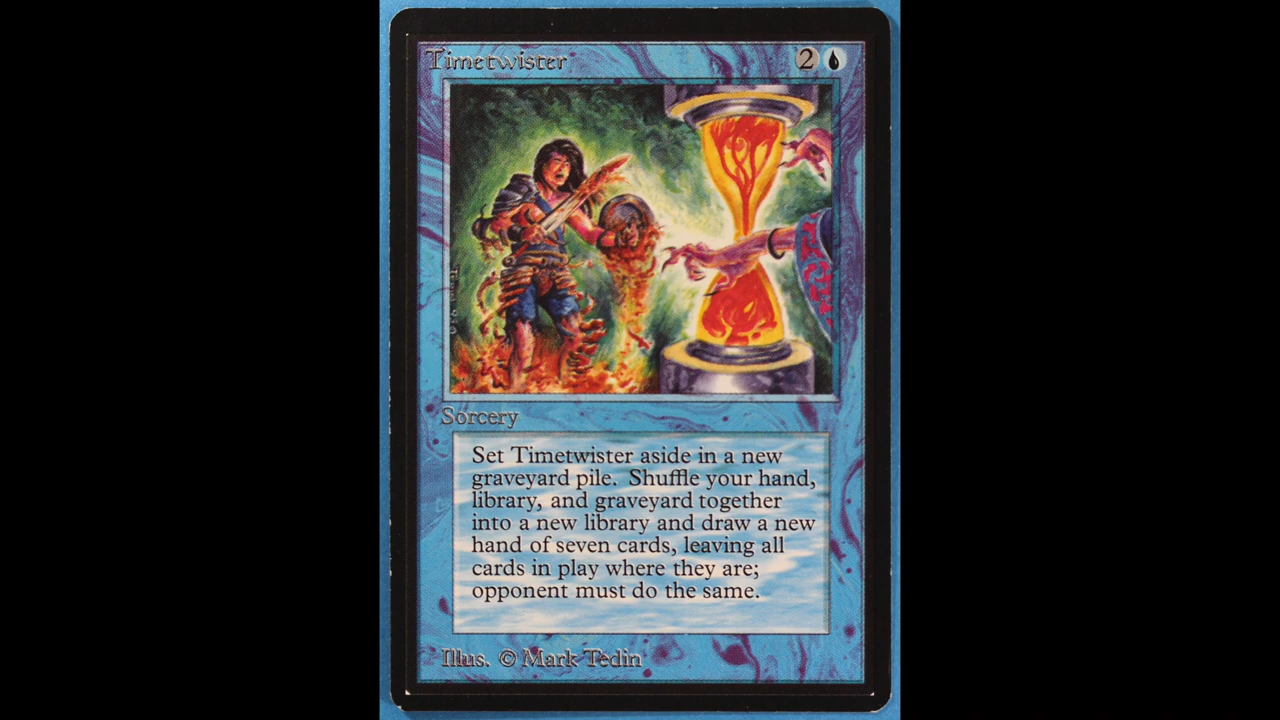 Timetwister 2
Sorcery
Set Timetwister aside in a new
graveyard pile. Shuffle your hand,
library, and graveyard together
into a new library and draw a new
hand of seven cards, leaving all
cards in play where they are;
opponent must do the same.
Illus. © Mark Tedin